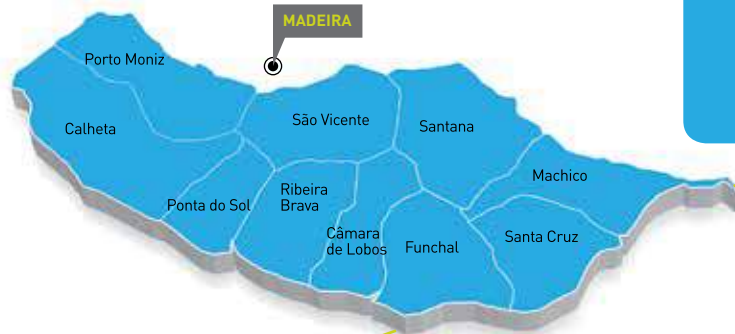 MADEIRA
Porto Moniz
São Vicente
Santana
Calheta
Machico
Ribeira
Brava
Ponta do Sol
Câmara
de Lobos
Funchal
Santa Cruz